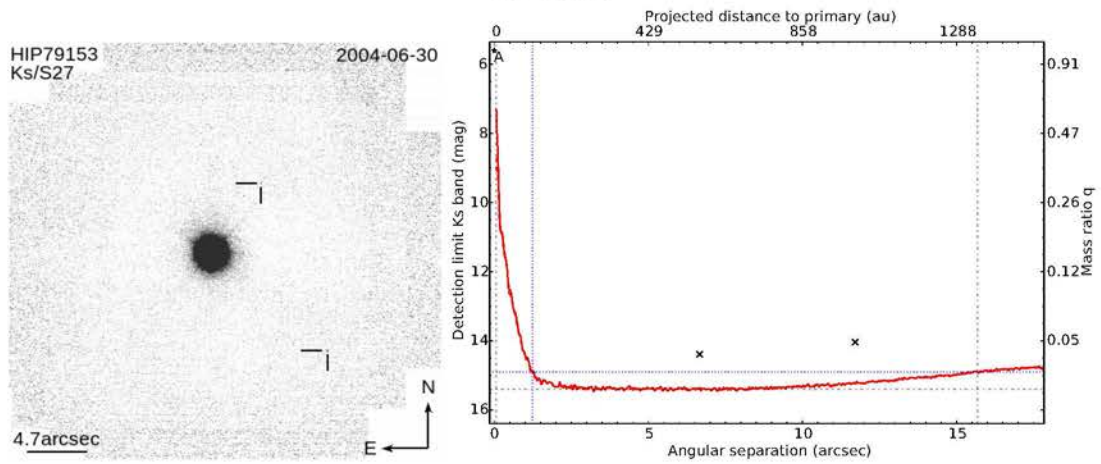 HIP79153
2004-06-30
Ks/S27
i
i
4.7arcsec
N
E
Projected distance to primary (au)
0 429 858 1288
A
6
8
10
12
14
16
Detection limit Ks band (mag)
0.91
0.47
0.26
0.12
0.05
Mass ratio q
0 5 10 15
Angular separation (arcsec)